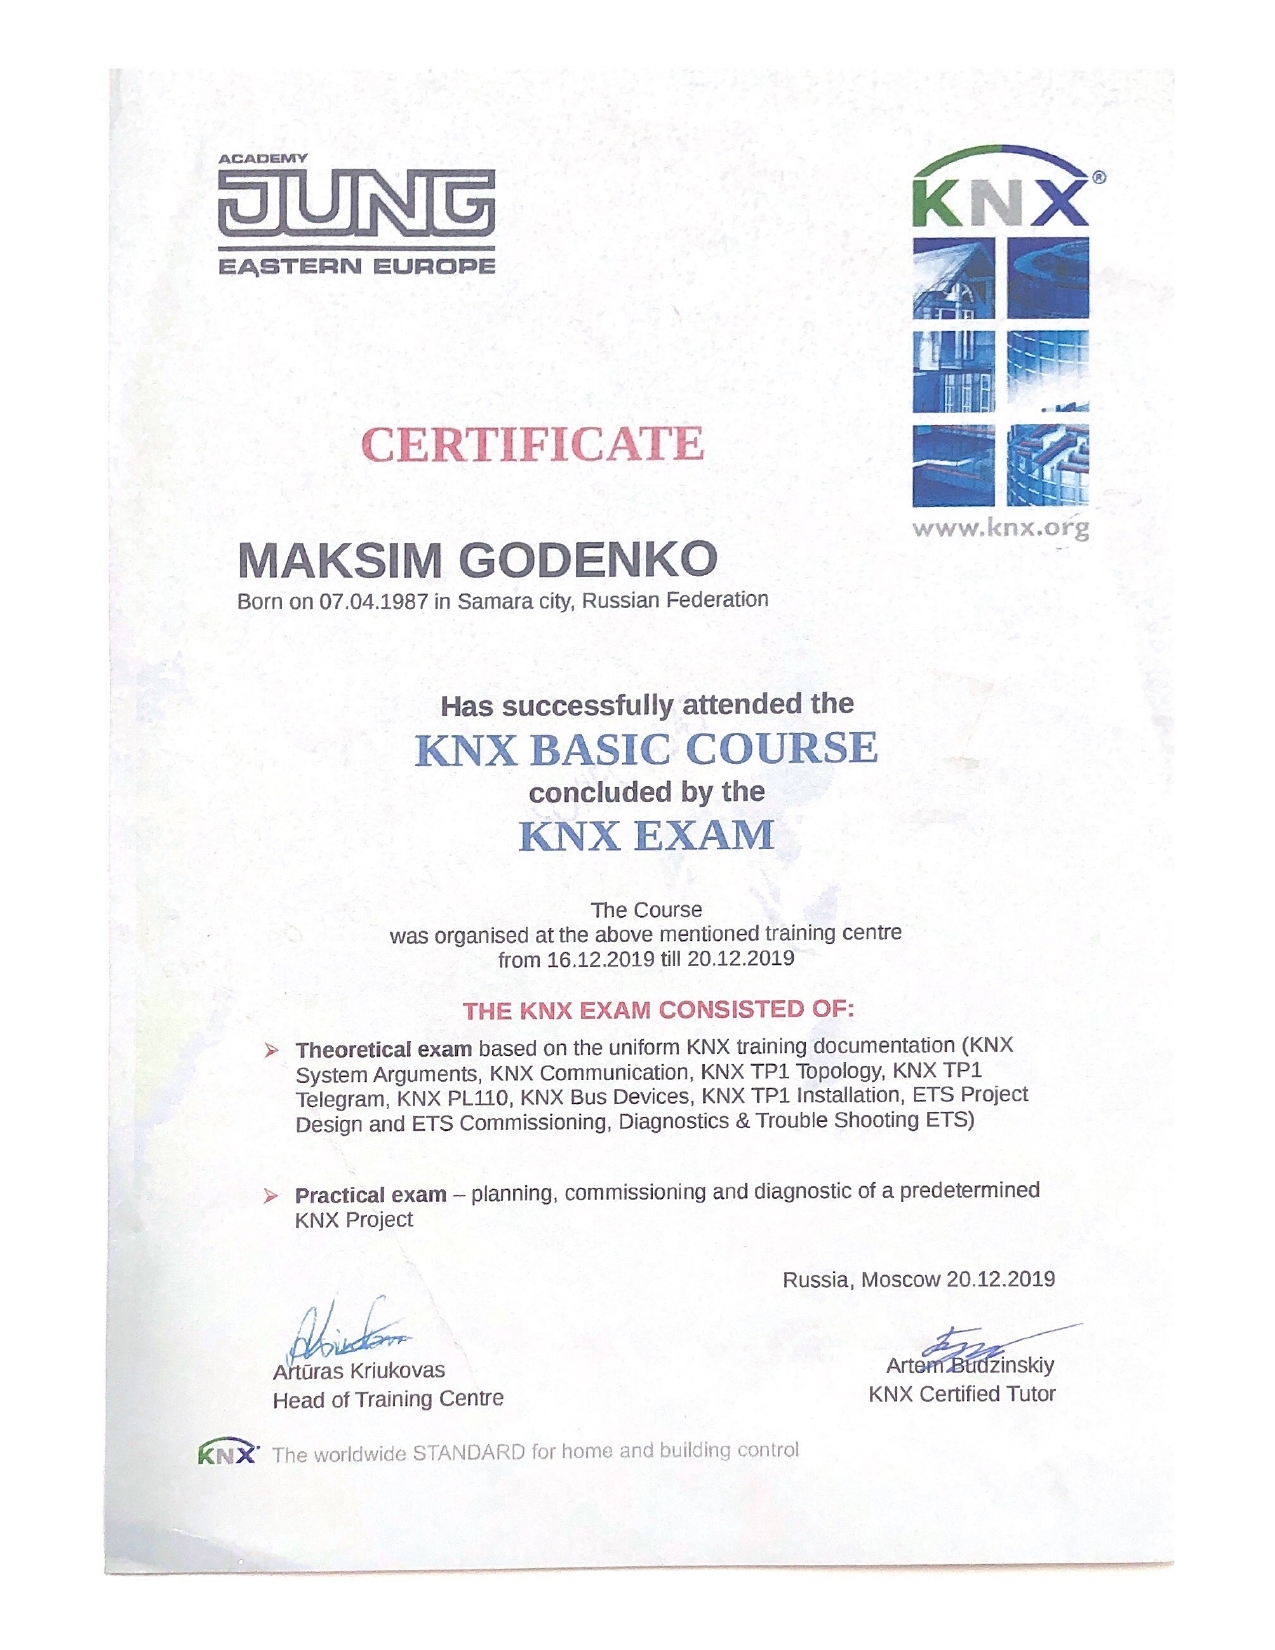 ACADEMY
JUNG
EASTERN EUROPE
KNX®
www.knx.org
CERTIFICATE
MAKSIM GODENKO
Born on 07.04.1987 in Samara city, Russian Federation
Has successfully attended the
KNX BASIC COURSE
concluded by the
KNX EXAM
The Course
was organised at the above mentioned training centre
from 16.12.2019 till 20.12.2019
THE KNX EXAM CONSISTED OF:
➢ Theoretical exam based on the uniform KNX training documentation (KNX
System Arguments, KNX Communication, KNX TP1 Topology, KNX TP1
Telegram, KNX PL110, KNX Bus Devices, KNX TP1 Installation, ETS Project
Design and ETS Commissioning, Diagnostics & Trouble Shooting ETS)
➢ Practical exam – planning, commissioning and diagnostic of a predetermined
KNX Project
Russia, Moscow 20.12.2019
Artūras Kriukovas
Head of Training Centre
Artem Budzinskiy
KNX Certified Tutor
KNX The worldwide STANDARD for home and building control